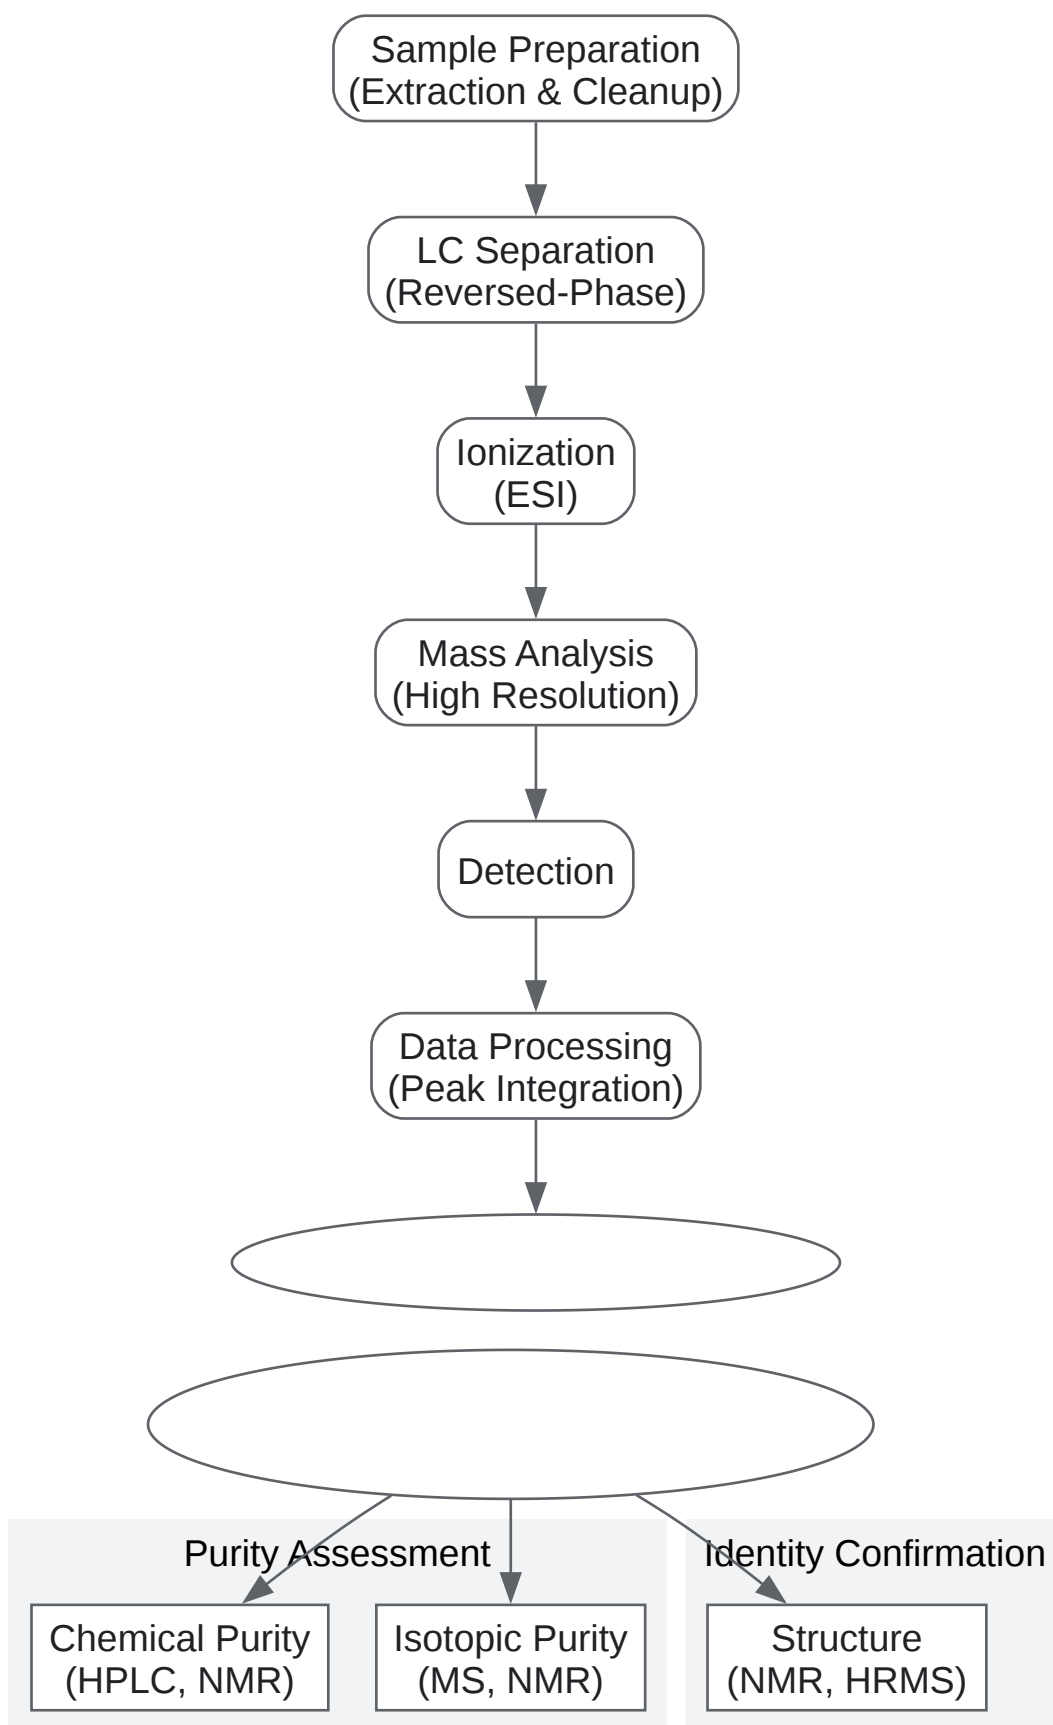 Sample Preparation
(Extraction & Cleanup)
LC Separation
(Reversed-Phase)
Ionization
(ESI)
Mass Analysis
(High Resolution)
Detection
Data Processing
(Peak Integration)
Purity Assessment
Identity Confirmation
Chemical Purity
(HPLC, NMR)
Isotopic Purity
(MS, NMR)
Structure
(NMR, HRMS)